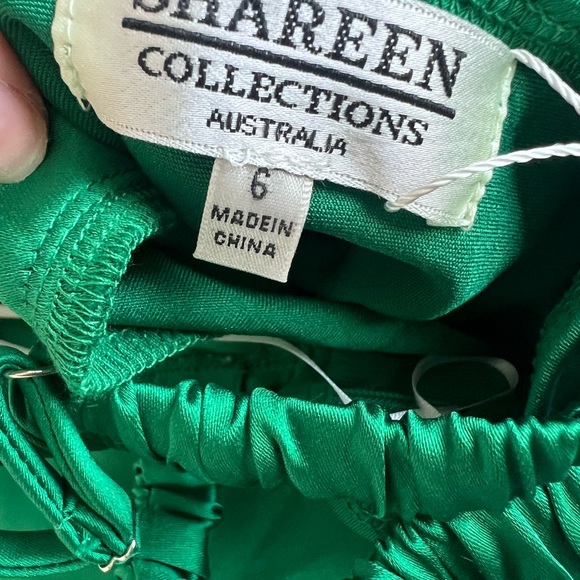 SHAREEN
COLLECTIONS
AUSTRALIA
6
MADEIN
CHINA